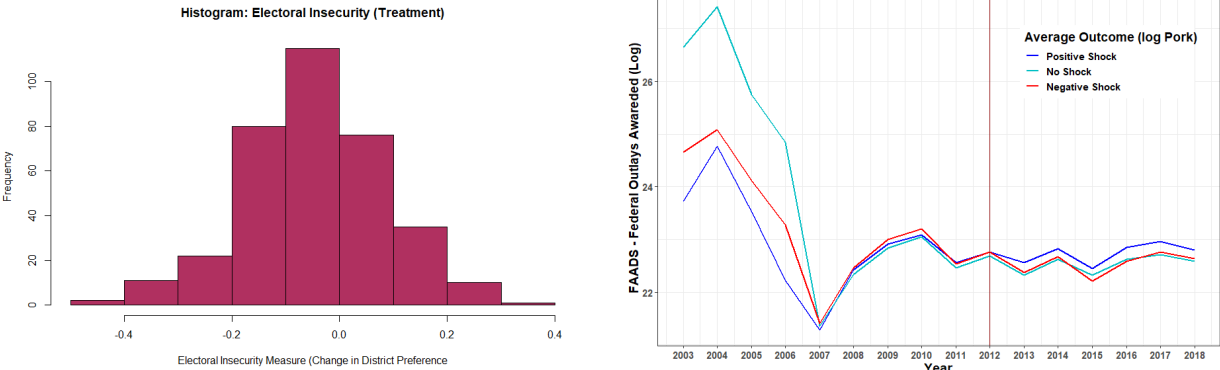 Histogram: Electoral Insecurity (Treatment)
Frequency
0
20
40
60
80
100
-0.4
-0.2
0.0
0.2
0.4
Electoral Insecurity Measure (Change in District Preference
FAADS - Federal Outlays Awareded (Log)
26
24
22
Average Outcome (log Pork)
Positive Shock
No Shock
Negative Shock
2003 2004 2005 2006 2007 2008 2009 2010 2011 2012 2013 2014 2015 2016 2017 2018
Year